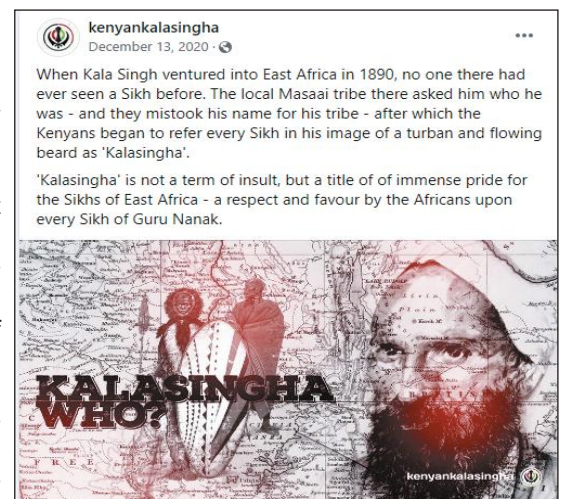 kenyankalasingha
December 13, 2020 ·
When Kala Singh ventured into East Africa in 1890, no one there had
ever seen a Sikh before. The local Masaai tribe there asked him who he
was - and they mistook his name for his tribe - after which the
Kenyans began to refer every Sikh in his image of a turban and flowing
beard as 'Kalasingha'.
'Kalasingha' is not a term of insult, but a title of of immense pride for
the Sikhs of East Africa - a respect and favour by the Africans upon
every Sikh of Guru Nanak.
KALASINGHA
WHO?
FREE
kenyankalasingha